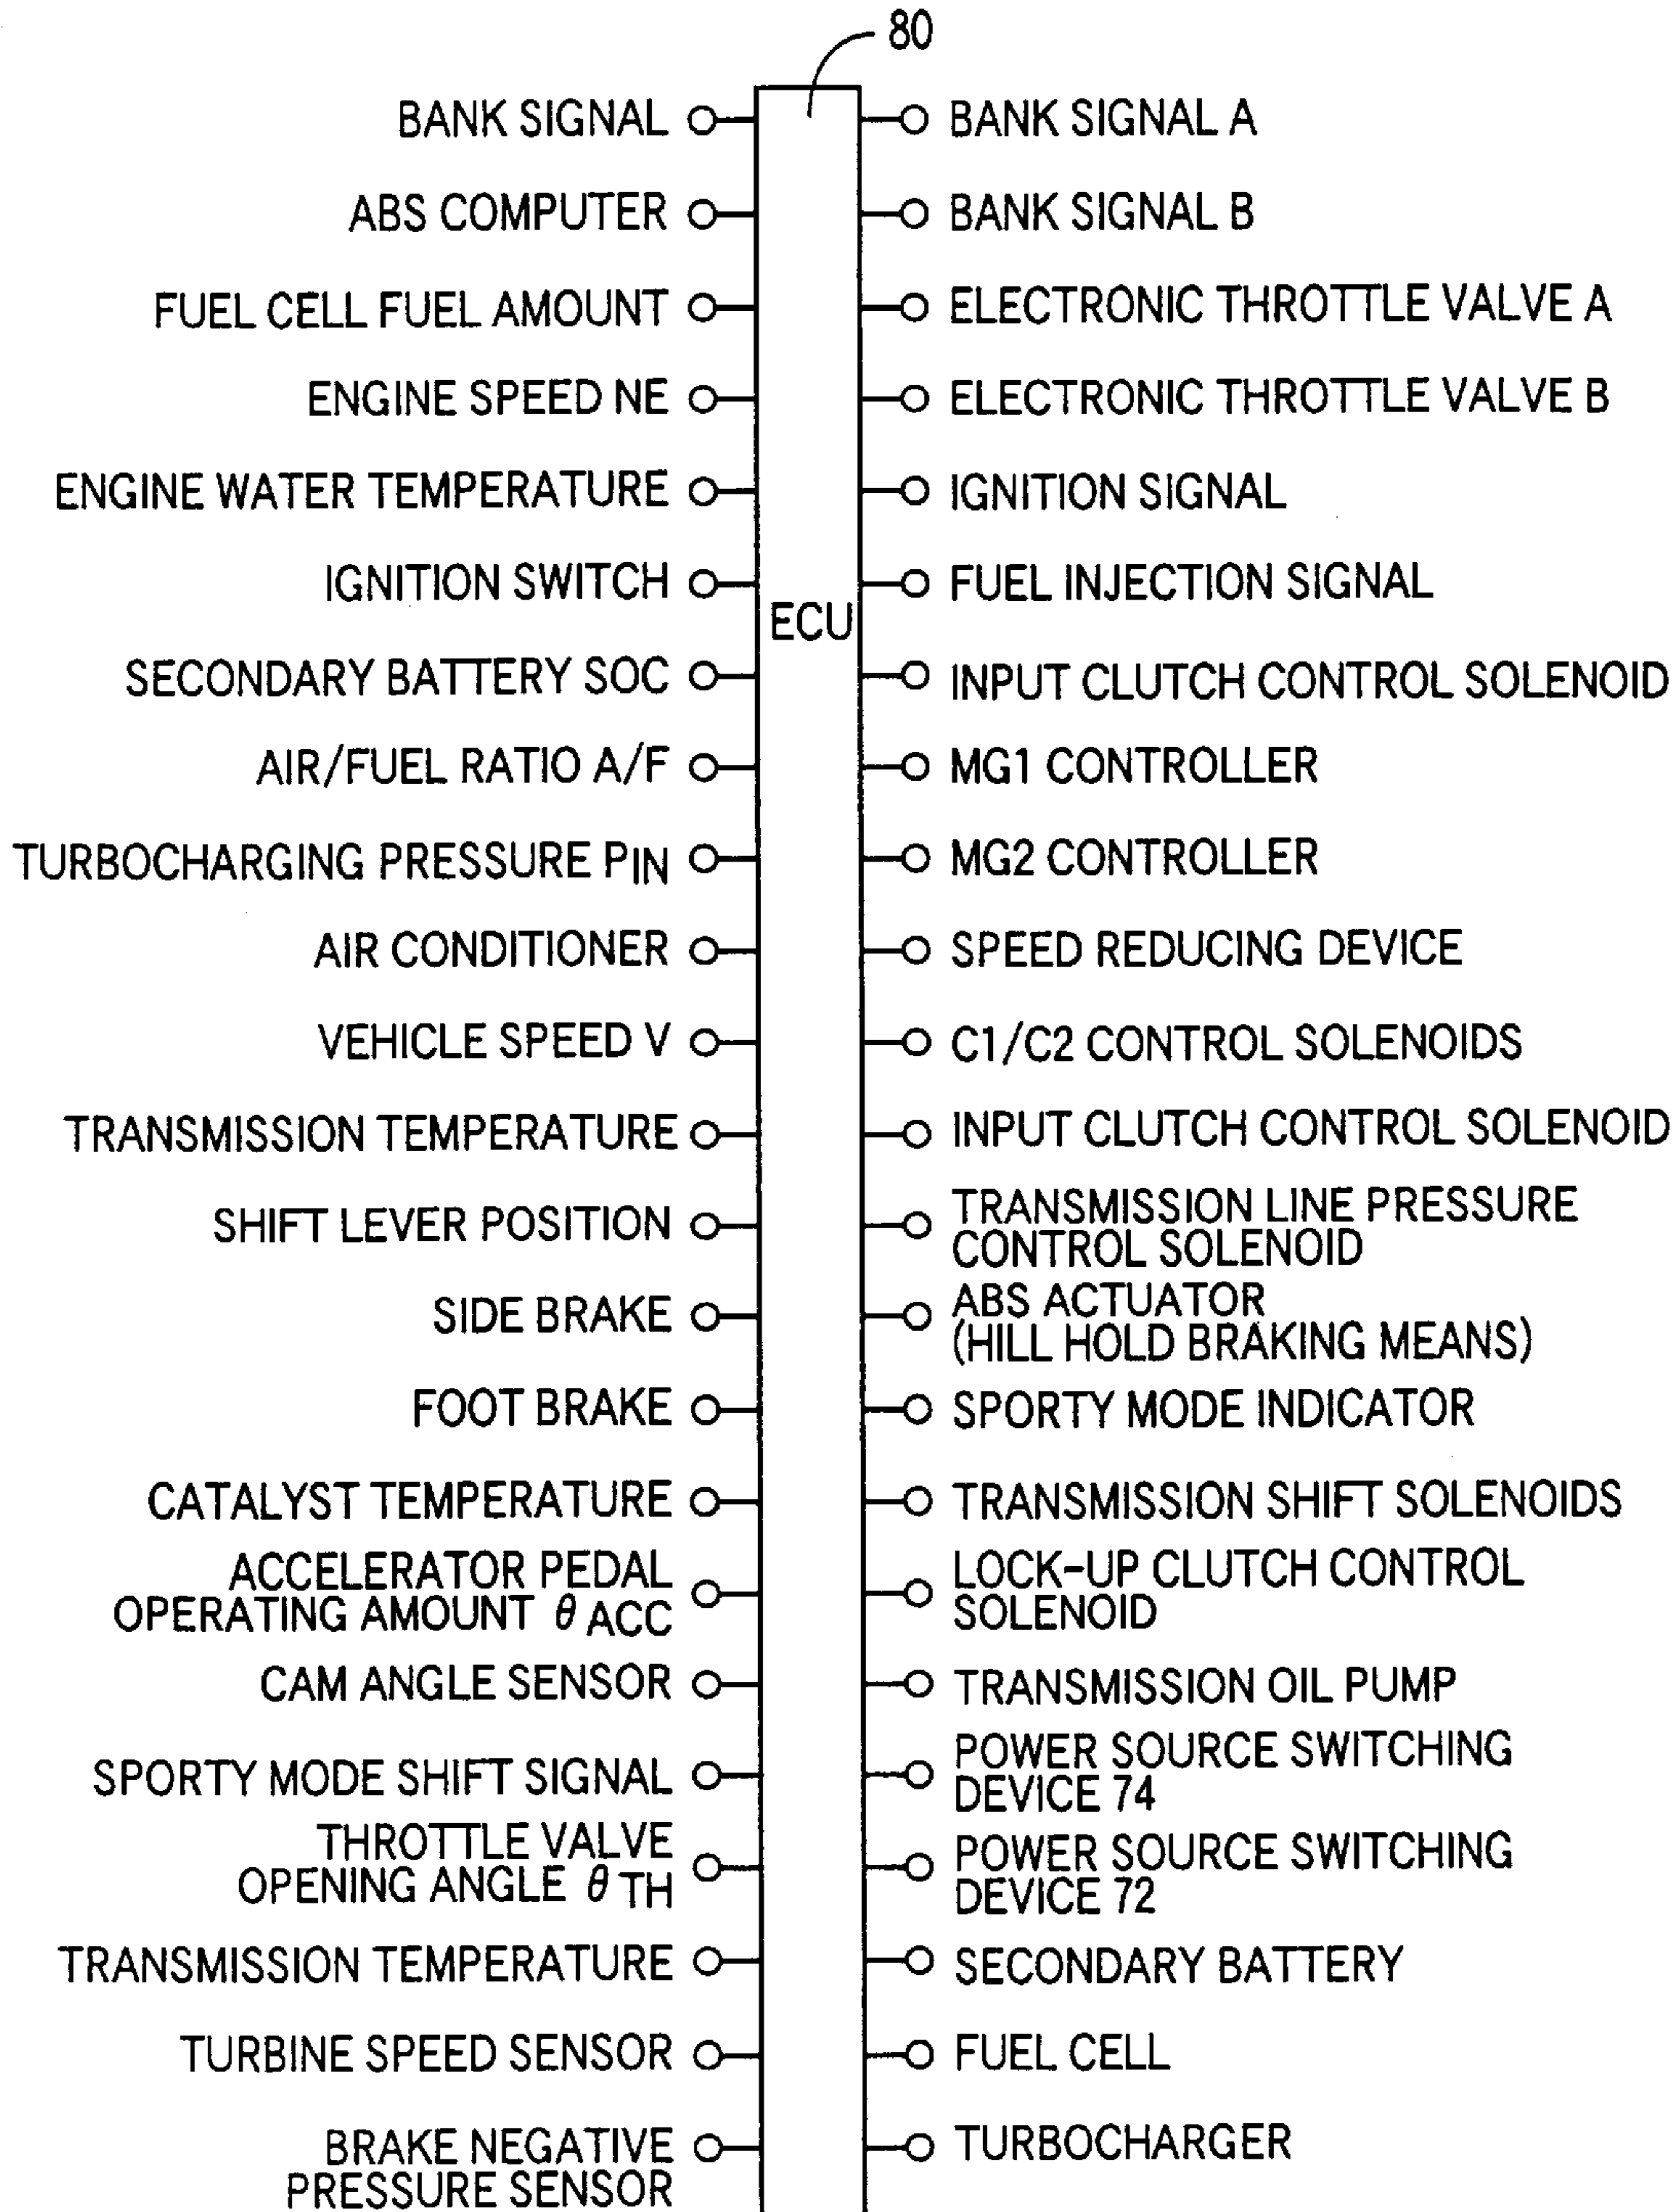 80
BANK SIGNAL
ABS COMPUTER
FUEL CELL FUEL AMOUNT
ENGINE SPEED NE
ENGINE WATER TEMPERATURE
IGNITION SWITCH
SECONDARY BATTERY SOC
AIR/FUEL RATIO A/F
TURBOCHARGING PRESSURE PIN
AIR CONDITIONER
VEHICLE SPEED V
TRANSMISSION TEMPERATURE
SHIFT LEVER POSITION
SIDE BRAKE
FOOT BRAKE
CATALYST TEMPERATURE
ACCELERATOR PEDAL
OPERATING AMOUNT θ ACC
CAM ANGLE SENSOR
SPORTY MODE SHIFT SIGNAL
THROTTLE VALVE
OPENING ANGLE θ TH
TRANSMISSION TEMPERATURE
TURBINE SPEED SENSOR
BRAKE NEGATIVE
PRESSURE SENSOR
ECU
BANK SIGNAL A
BANK SIGNAL B
ELECTRONIC THROTTLE VALVE A
ELECTRONIC THROTTLE VALVE B
IGNITION SIGNAL
FUEL INJECTION SIGNAL
INPUT CLUTCH CONTROL SOLENOID
MG1 CONTROLLER
MG2 CONTROLLER
SPEED REDUCING DEVICE
C1/C2 CONTROL SOLENOIDS
INPUT CLUTCH CONTROL SOLENOID
TRANSMISSION LINE PRESSURE
CONTROL SOLENOID
ABS ACTUATOR
(HILL HOLD BRAKING MEANS)
SPORTY MODE INDICATOR
TRANSMISSION SHIFT SOLENOIDS
LOCK-UP CLUTCH CONTROL
SOLENOID
TRANSMISSION OIL PUMP
POWER SOURCE SWITCHING
DEVICE 74
POWER SOURCE SWITCHING
DEVICE 72
SECONDARY BATTERY
FUEL CELL
TURBOCHARGER